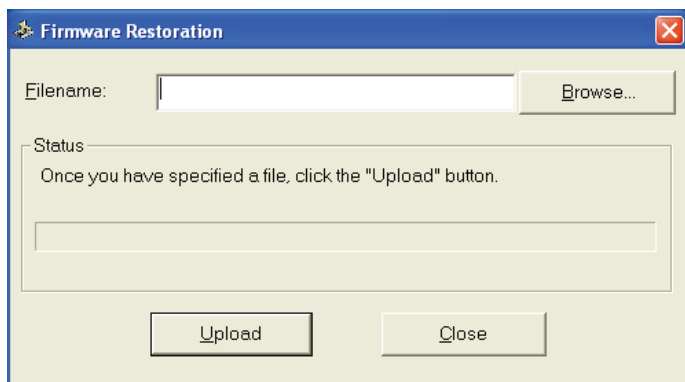 Firmware Restoration
Filename:
Browse...
Status
Once you have specified a file, click the "Upload" button.
Upload
Close